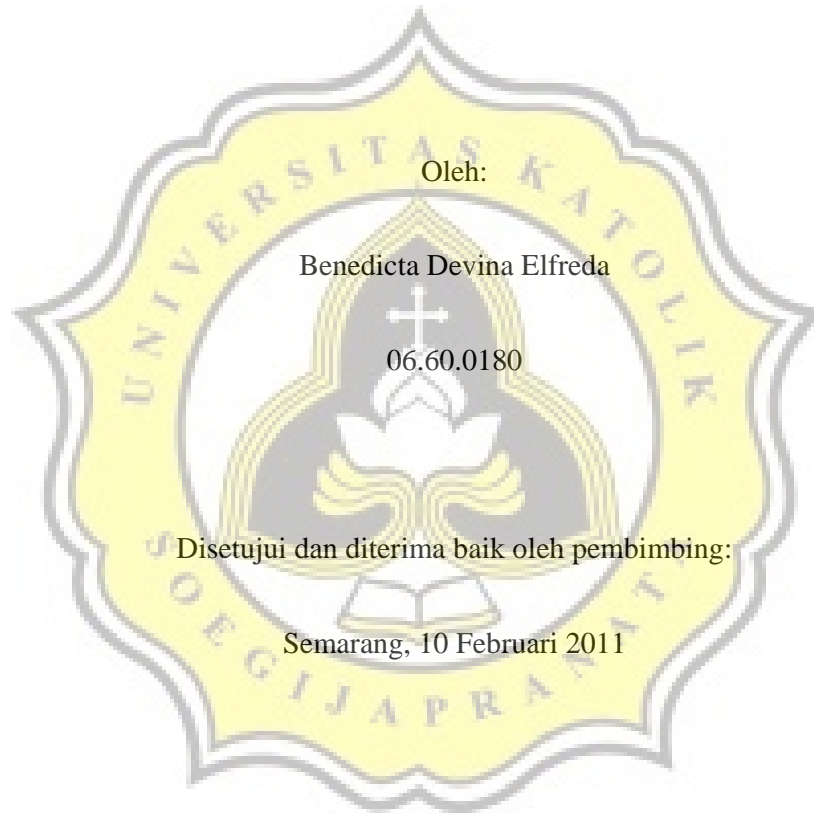 UNIVERSITAS KATOLIK
Oleh:
Benedicta Devina Elfreda
06.60.0180
Disetujui dan diterima baik oleh pembimbing:
Semarang, 10 Februari 2011
SOEGIJAPRANATA